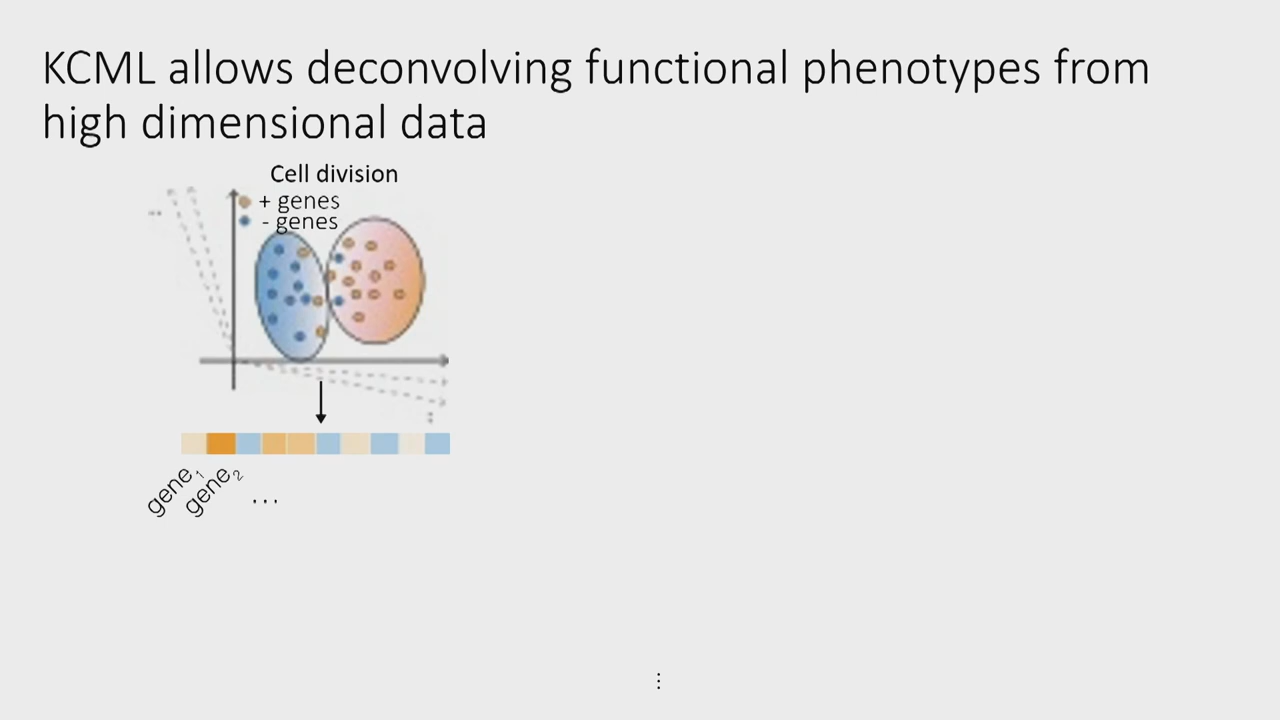 KCML allows deconvolving functional phenotypes from
high dimensional data
Cell division
+ genes
- genes
gene₁
gene₂
...